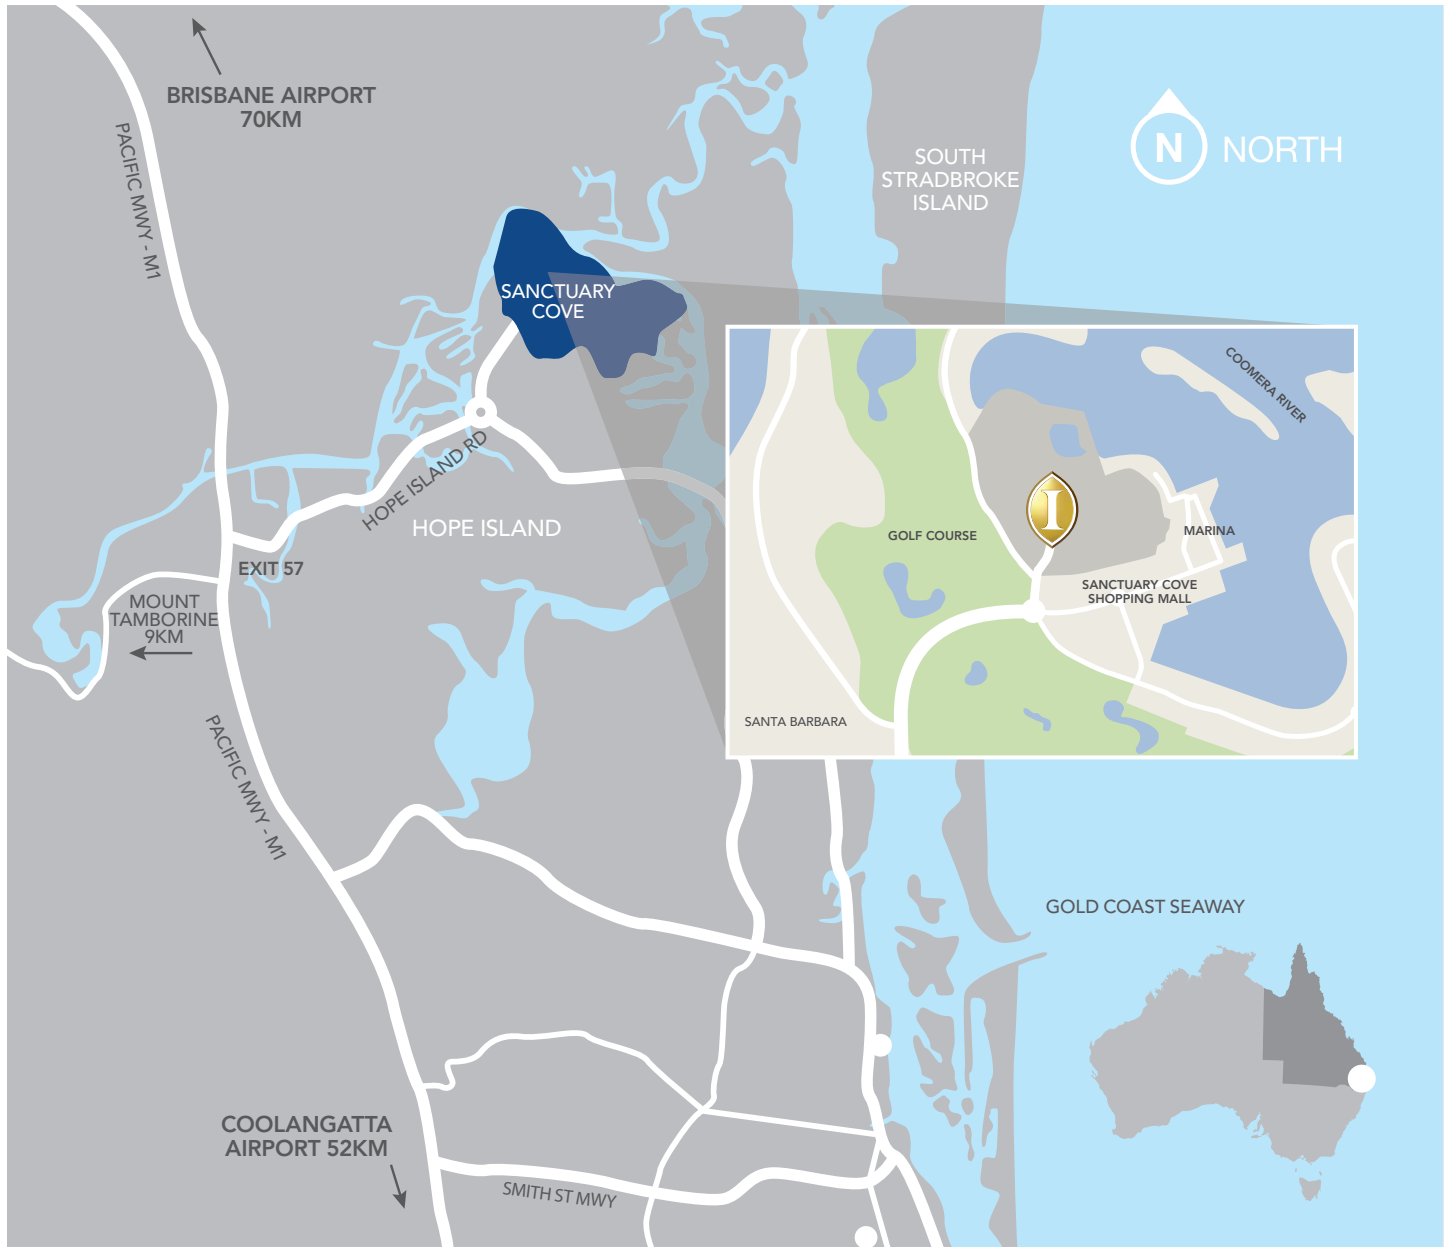 BRISBANE AIRPORT
70KM
PACIFIC MWY - M1
N NORTH
SOUTH
STRADBROKE
ISLAND
SANCTUARY
COVE
COOMERA RIVER
HOPE ISLAND RD
HOPE ISLAND
I
GOLF COURSE
MARINA
SANCTUARY COVE
SHOPPING MALL
EXIT 57
MOUNT
TAMBORINE
9KM
SANTA BARBARA
PACIFIC MWY - M1
GOLD COAST SEAWAY
COOLANGATTA
AIRPORT 52KM
SMITH ST MWY